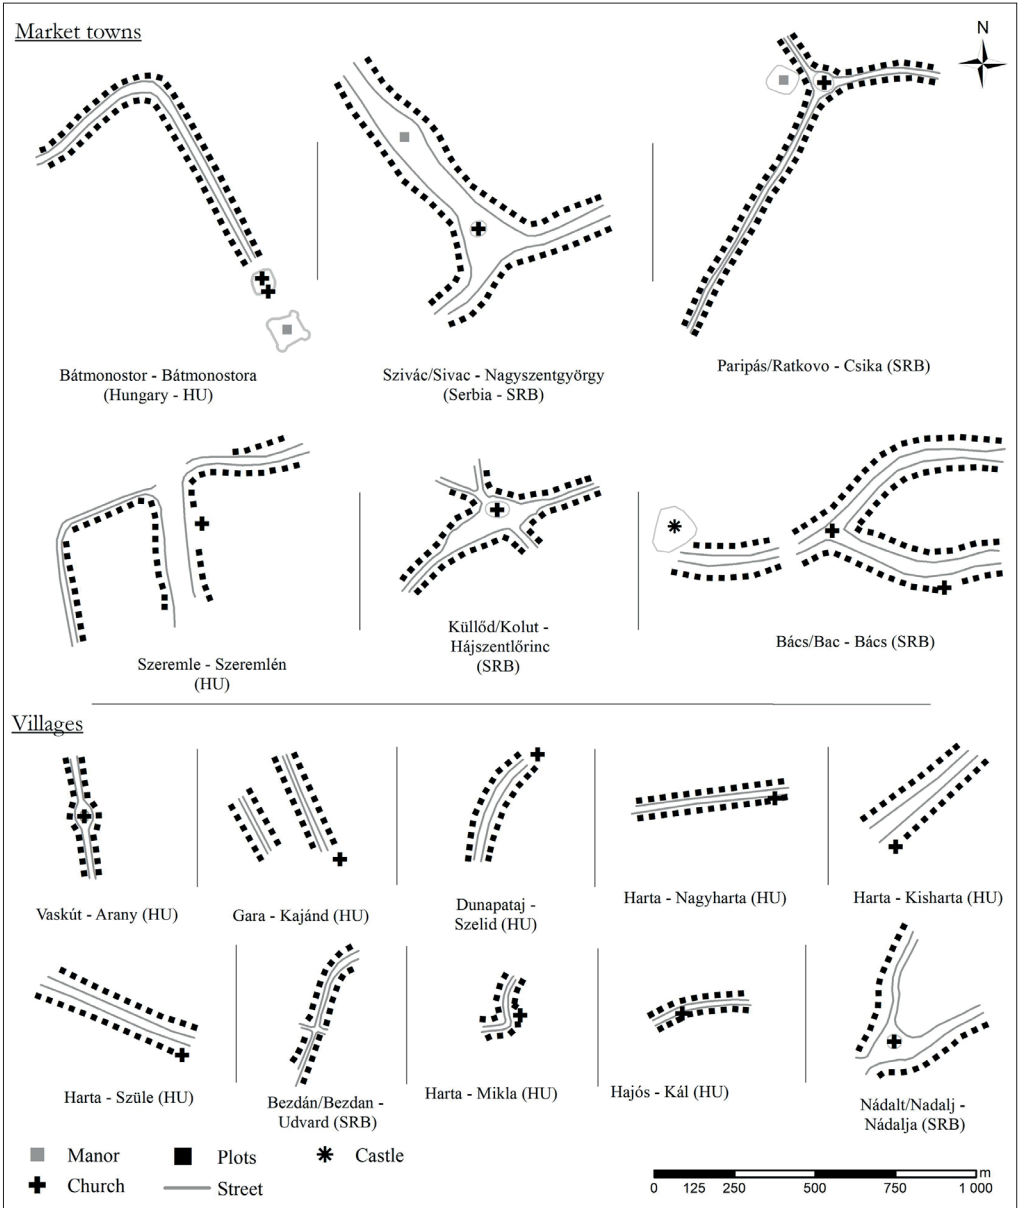 Market towns
N
Bátmonostor - Bátmonostora
(Hungary - HU)
Szivác/Sivac - Nagyszentgyörgy
(Serbia - SRB)
Paripás/Ratkovo - Csika (SRB)
Szeremle - Szeremlén
(HU)
Küllőd/Kolut -
Hájszentlőrinc
(SRB)
Bács/Bac - Bács (SRB)
Villages
Vaskút - Arany (HU)
Gara - Kajánd (HU)
Dunapataj -
Szelid (HU)
Harta - Nagyharta (HU)
Harta - Kisharta (HU)
Harta - Szüle (HU)
Bezdán/Bezdan -
Udvard (SRB)
Harta - Mikla (HU)
Hajós - Kál (HU)
Nádalt/Nadalj -
Nádalja (SRB)
Manor
Plots
Castle
Church
Street
m
0 125 250 500 750 1 000